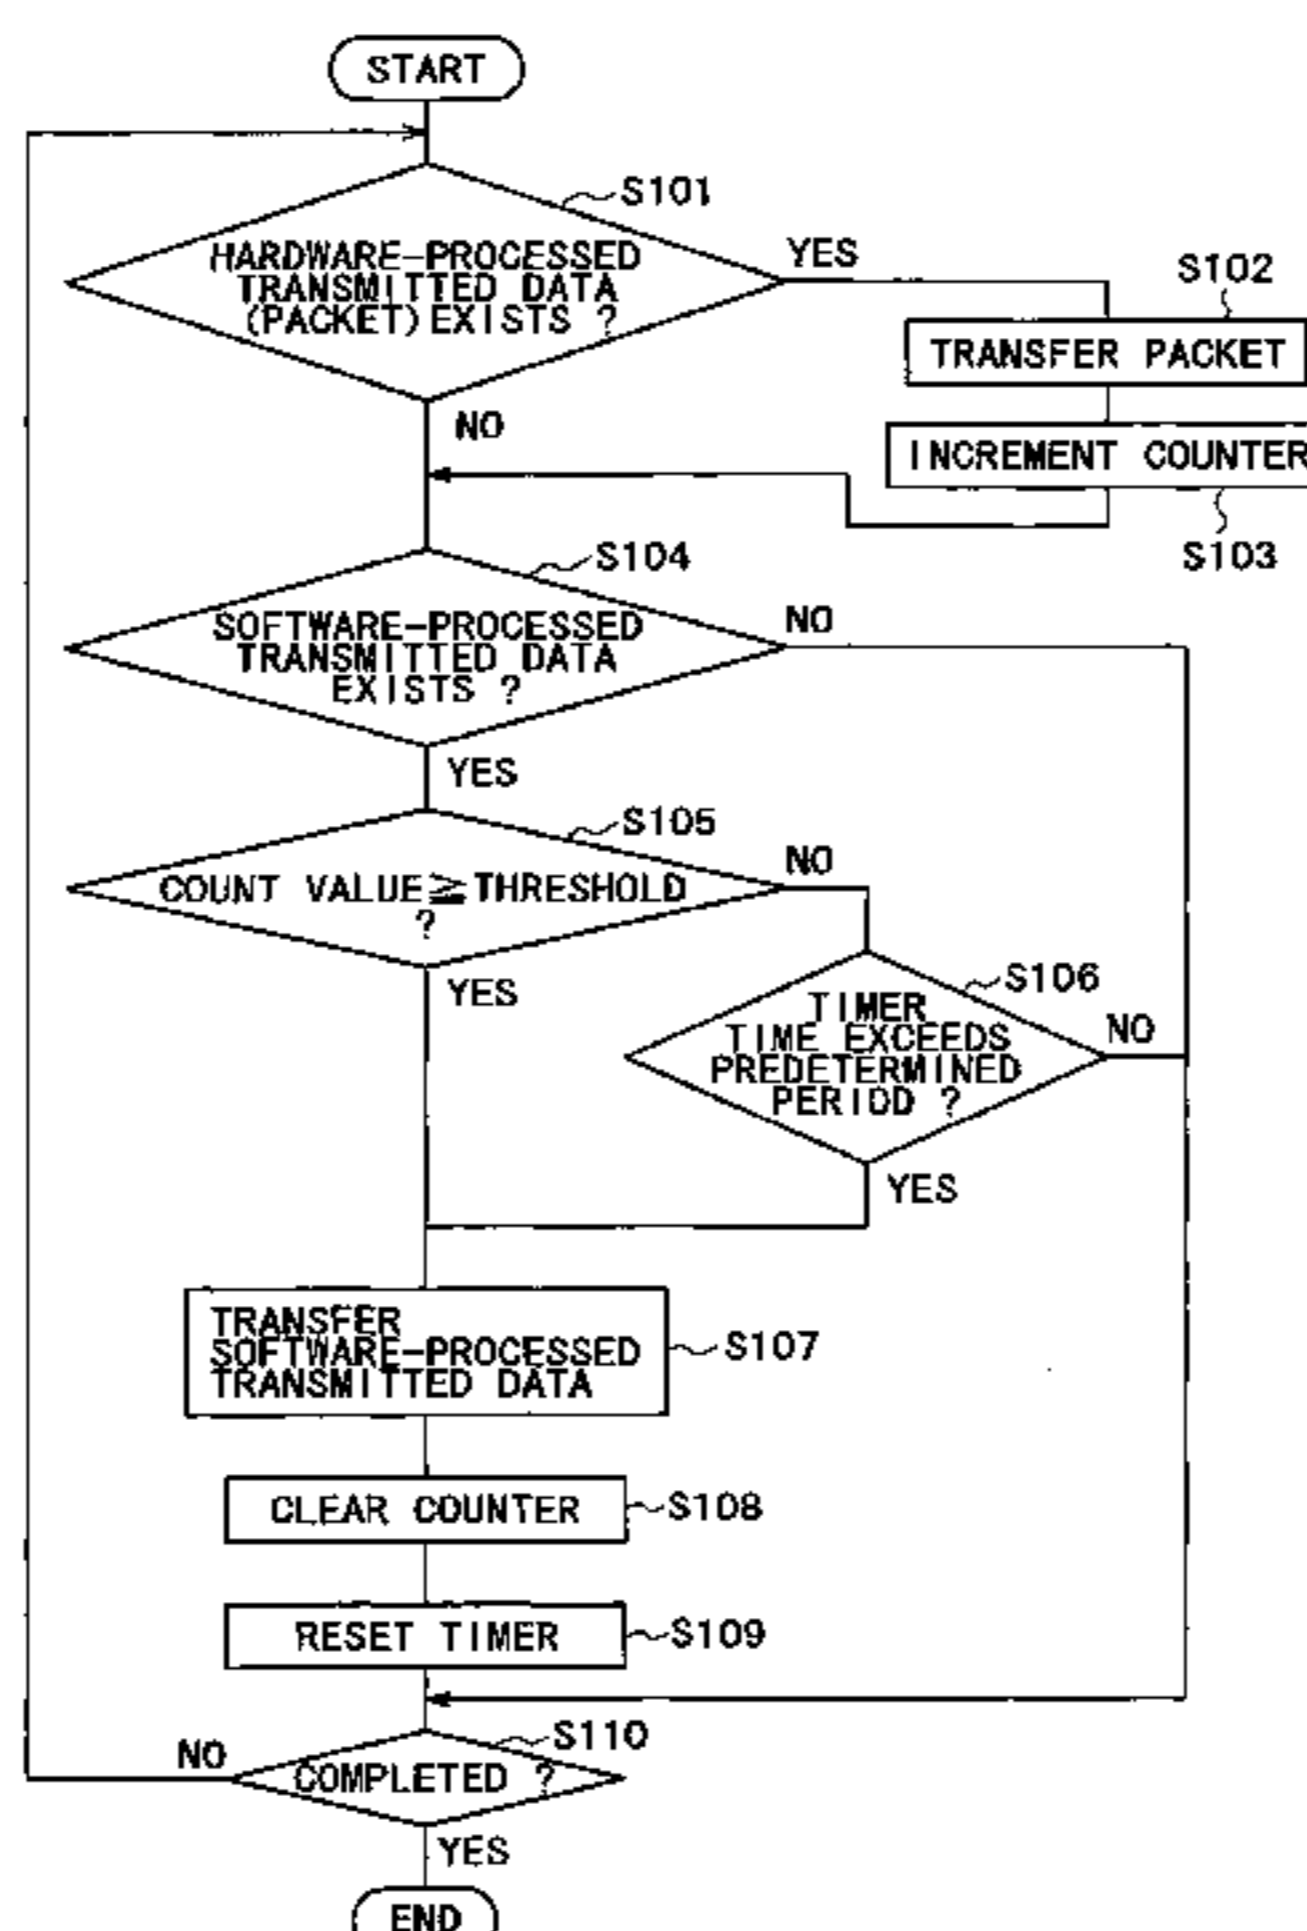 START
S101
HARDWARE-PROCESSED
TRANSMITTED DATA
(PACKET) EXISTS ?
YES
S102
TRANSFER PACKET
NO
INCREMENT COUNTER
S103
S104
SOFTWARE-PROCESSED
TRANSMITTED DATA
EXISTS ?
NO
YES
S105
COUNT VALUE≧THRESHOLD
?
NO
YES
S106
TIMER
TIME EXCEEDS
PREDETERMINED
PERIOD ?
NO
YES
TRANSFER
SOFTWARE-PROCESSED
TRANSMITTED DATA
S107
CLEAR COUNTER
S108
RESET TIMER
S109
S110
COMPLETED ?
NO
YES
END